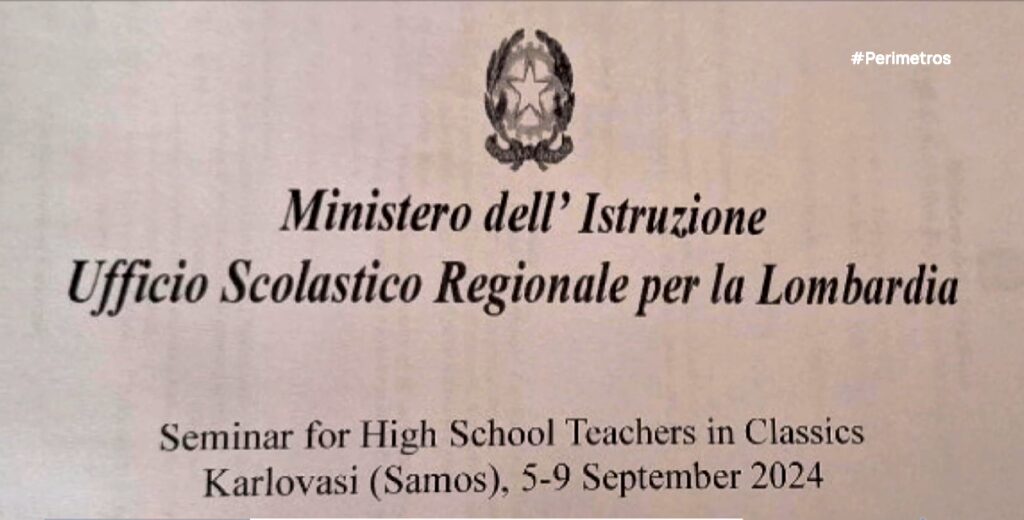 #Perimetros
Ministero dell' Istruzione
Ufficio Scolastico Regionale per la Lombardia
Seminar for High School Teachers in Classics
Karlovasi (Samos), 5-9 September 2024